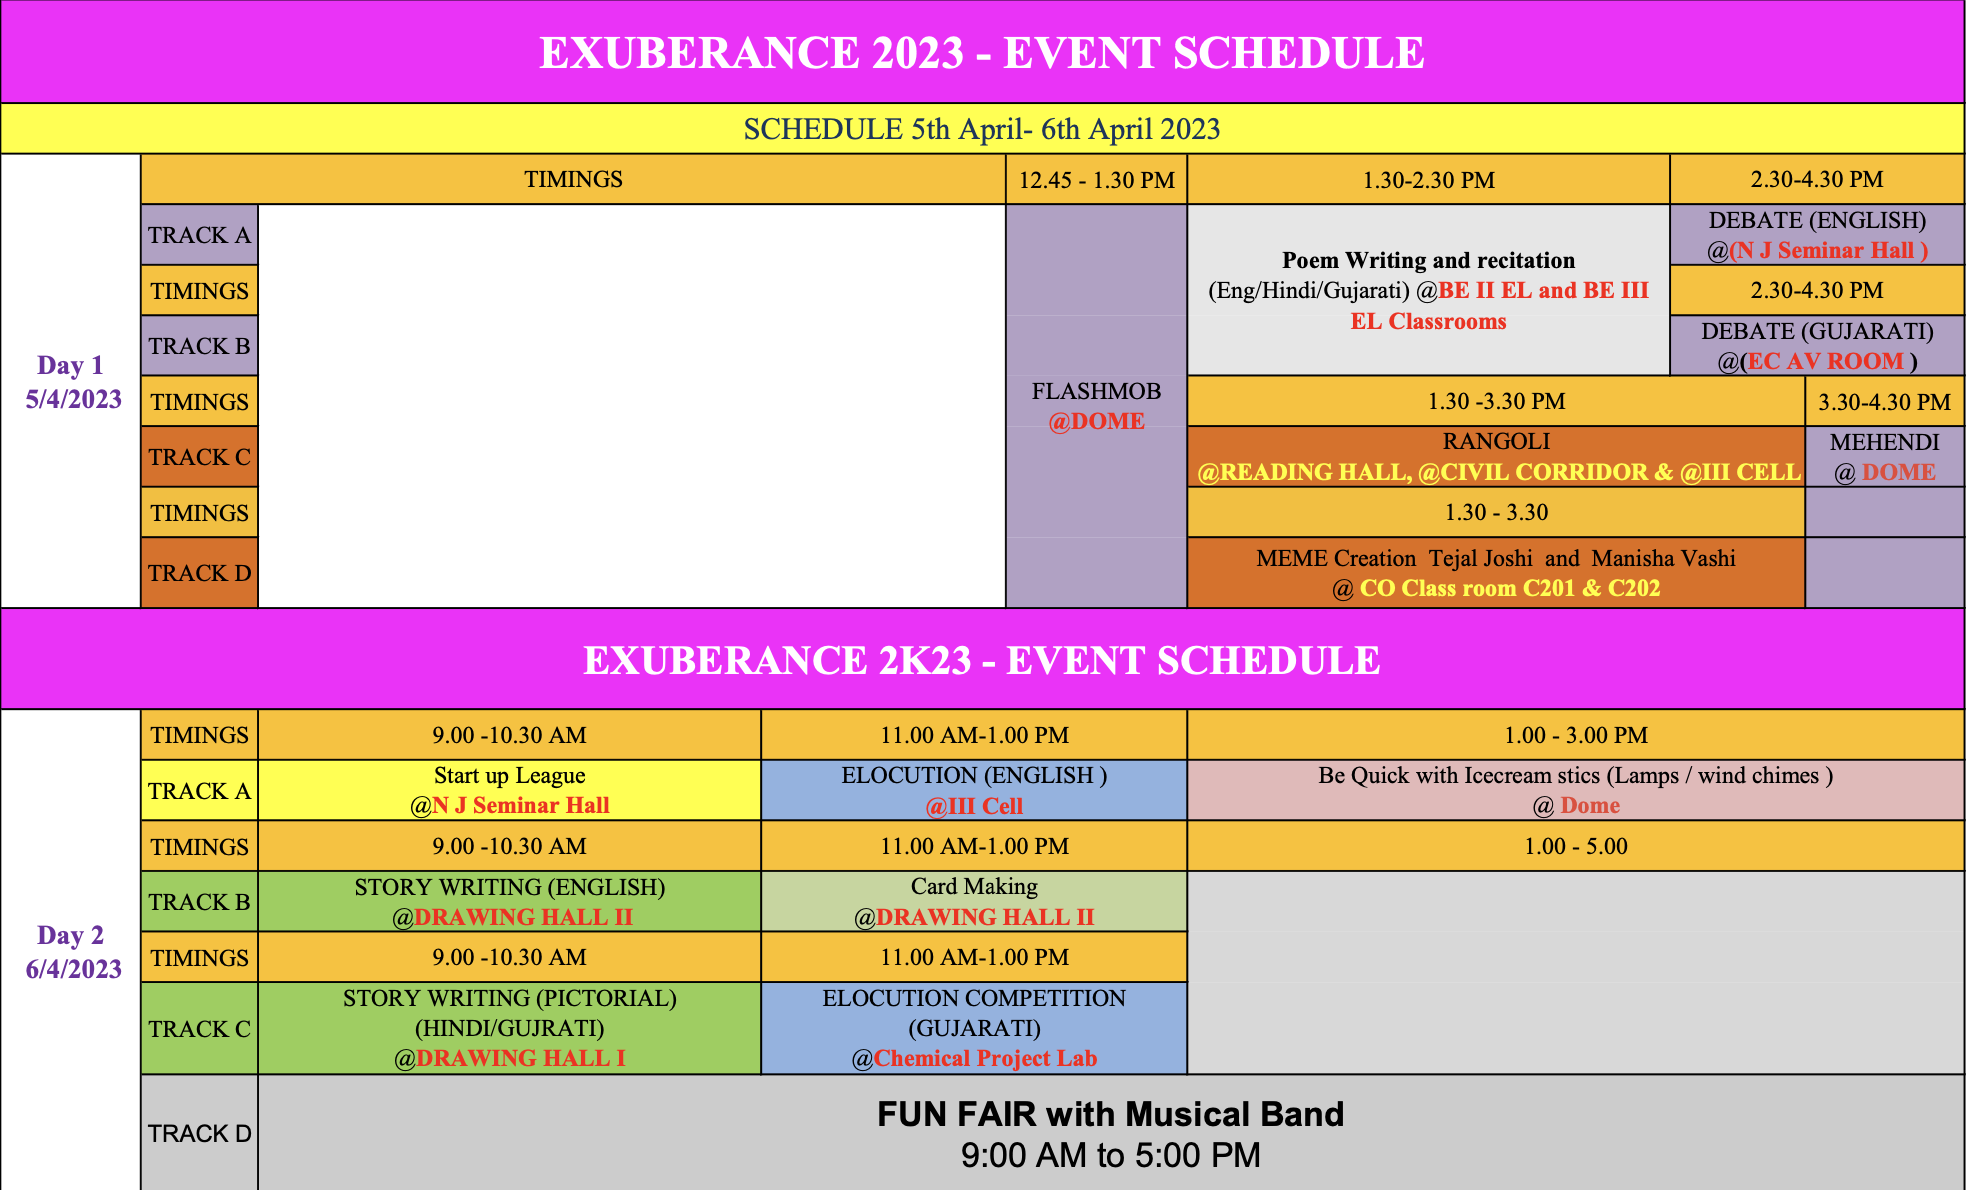 EXUBERANCE 2023 - EVENT SCHEDULE
SCHEDULE 5th April- 6th April 2023
Day 1
5/4/2023
TIMINGS
12.45 - 1.30 PM
1.30-2.30 PM
2.30-4.30 PM
TRACK A
FLASHMOB
@DOME
Poem Writing and recitation
(Eng/Hindi/Gujarati) @BE II EL and BE III
EL Classrooms
DEBATE (ENGLISH)
@(N J Seminar Hall )
TIMINGS
2.30-4.30 PM
TRACK B
DEBATE (GUJARATI)
@(EC AV ROOM )
TIMINGS
1.30 -3.30 PM
3.30-4.30 PM
TRACK C
RANGOLI
@READING HALL, @CIVIL CORRIDOR & @III CELL
MEHENDI
@ DOME
TIMINGS
1.30 - 3.30
TRACK D
MEME Creation  Tejal Joshi  and  Manisha Vashi
@ CO Class room C201 & C202
EXUBERANCE 2K23 - EVENT SCHEDULE
Day 2
6/4/2023
TIMINGS
9.00 -10.30 AM
11.00 AM-1.00 PM
1.00 - 3.00 PM
TRACK A
Start up League
@N J Seminar Hall
ELOCUTION (ENGLISH )
@III Cell
Be Quick with Icecream stics (Lamps / wind chimes )
@ Dome
TIMINGS
9.00 -10.30 AM
11.00 AM-1.00 PM
1.00 - 5.00
TRACK B
STORY WRITING (ENGLISH)
@DRAWING HALL II
Card Making
@DRAWING HALL II
TIMINGS
9.00 -10.30 AM
11.00 AM-1.00 PM
TRACK C
STORY WRITING (PICTORIAL)
(HINDI/GUJRATI)
@DRAWING HALL I
ELOCUTION COMPETITION
(GUJARATI)
@Chemical Project Lab
TRACK D
FUN FAIR with Musical Band
9:00 AM to 5:00 PM